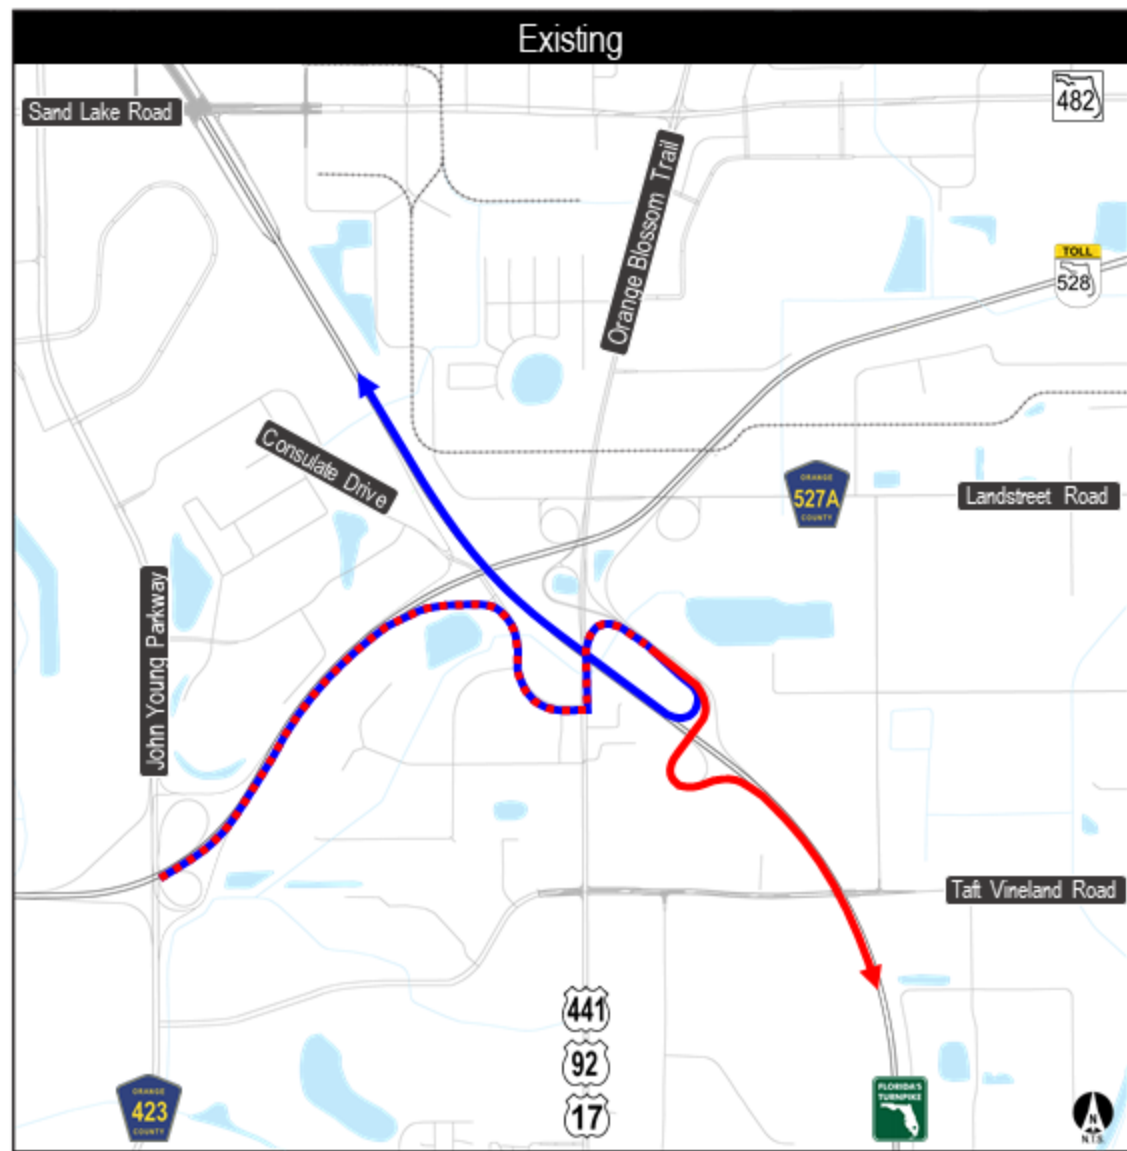 Existing
Sand Lake Road
482
Orange Blossom Trail
TOLL
528
Consulate Drive
ORANGE
527A
COUNTY
Landstreet Road
John Young Parkway
Taft Vineland Road
441
92
17
ORANGE
423
COUNTY
FLORIDA'S
TURNPIKE
N
N.T.S.